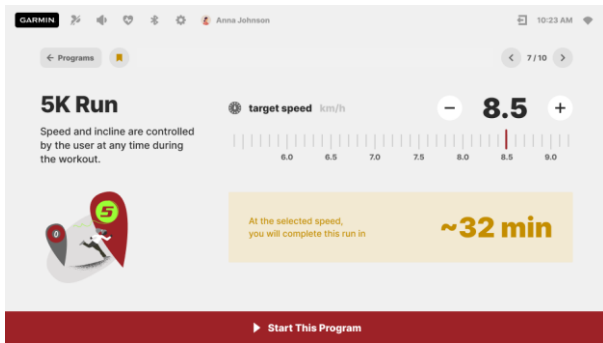 GARMIN
Anna Johnson
10:23 AM
← Programs
7/10
5K Run
Speed and incline are controlled
by the user at any time during
the workout.
target speed km/h
− 8.5 +
6.0 6.5 7.0 7.5 8.0 8.5 9.0
0
5
At the selected speed,
you will complete this run in
~32 min
Start This Program